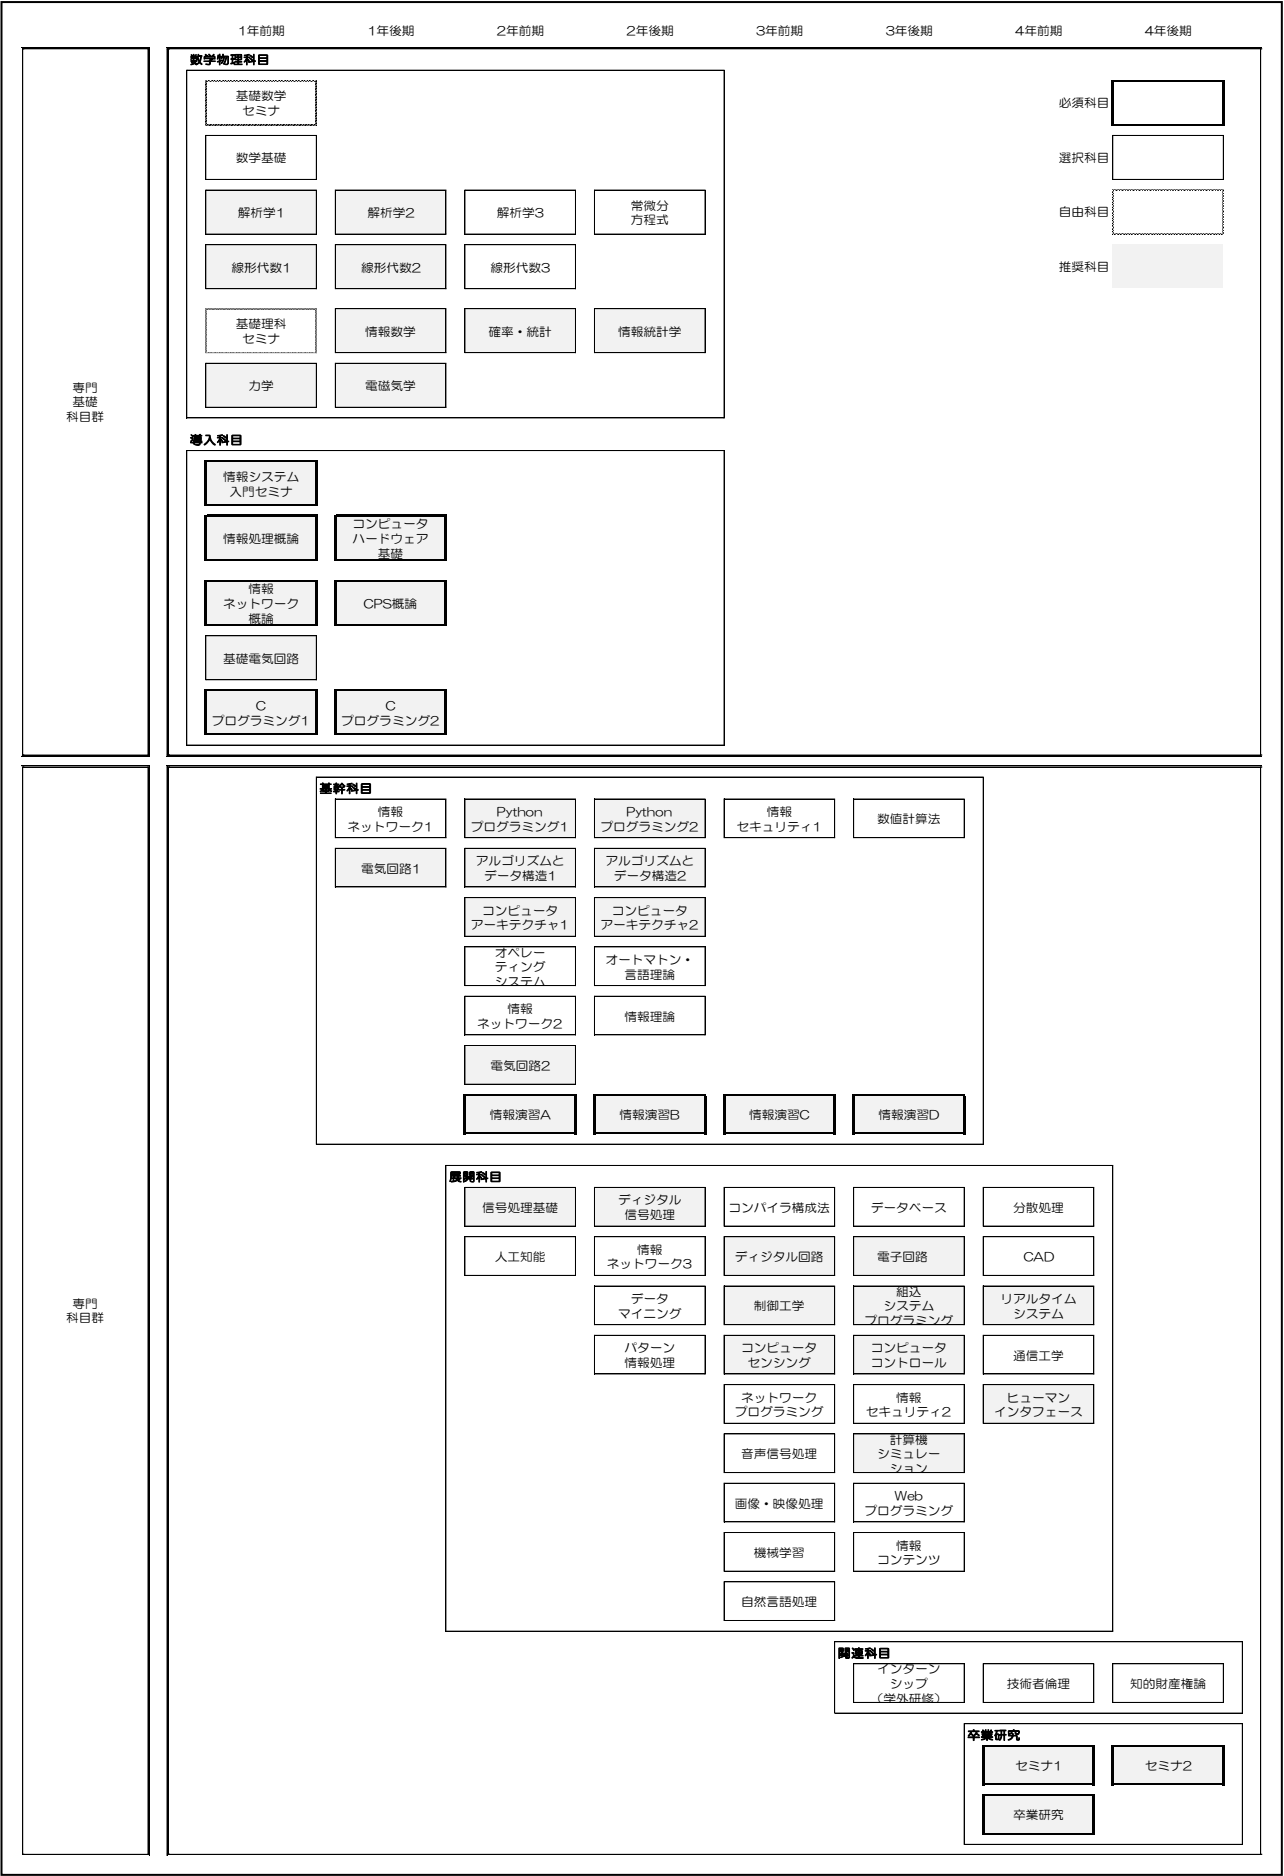 1年前期 1年後期 2年前期 2年後期 3年前期 3年後期 4年前期 4年後期
専門
基礎
科目群
数学物理科目
基礎数学
セミナ
必須科目
数学基礎
選択科目
解析学1
解析学2
解析学3
常微分
方程式
自由科目
線形代数1
線形代数2
線形代数3
推奨科目
基礎理科
セミナ
情報数学
確率・統計
情報統計学
力学
電磁気学
導入科目
情報システム
入門セミナ
情報処理概論
コンピュータ
ハードウェア
基礎
情報
ネットワーク
概論
CPS概論
基礎電気回路
C
プログラミング1
C
プログラミング2
専門
科目群
基幹科目
情報
ネットワーク1
Python
プログラミング1
Python
プログラミング2
情報
セキュリティ1
数値計算法
電気回路1
アルゴリズムと
データ構造1
アルゴリズムと
データ構造2
コンピュータ
アーキテクチャ1
コンピュータ
アーキテクチャ2
オペレー
ティング
システム
オートマトン・
言語理論
情報
ネットワーク2
情報理論
電気回路2
情報演習A
情報演習B
情報演習C
情報演習D
展開科目
信号処理基礎
ディジタル
信号処理
コンパイラ構成法
データベース
分散処理
人工知能
情報
ネットワーク3
ディジタル回路
電子回路
CAD
データ
マイニング
制御工学
組込
システム
プログラミング
リアルタイム
システム
パターン
情報処理
コンピュータ
センシング
コンピュータ
コントロール
通信工学
ネットワーク
プログラミング
情報
セキュリティ2
ヒューマン
インタフェース
音声信号処理
計算機
シミュレー
ション
画像・映像処理
Web
プログラミング
機械学習
情報
コンテンツ
自然言語処理
関連科目
インターン
シップ
（学外研修）
技術者倫理
知的財産権論
卒業研究
セミナ1
セミナ2
卒業研究